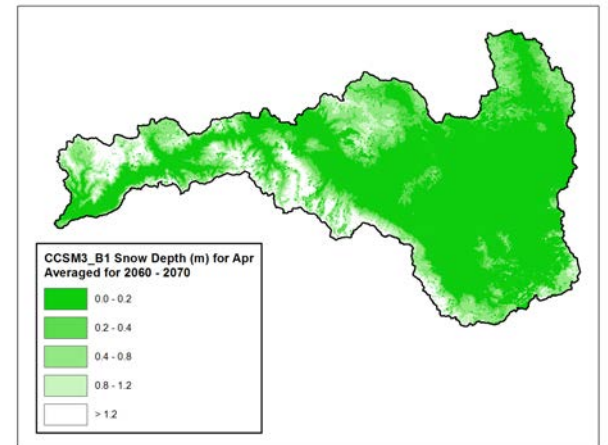 CCSM3_B1 Snow Depth (m) for Apr
Averaged for 2060 - 2070
0.0 - 0.2
0.2 - 0.4
0.4 - 0.8
0.8 - 1.2
> 1.2